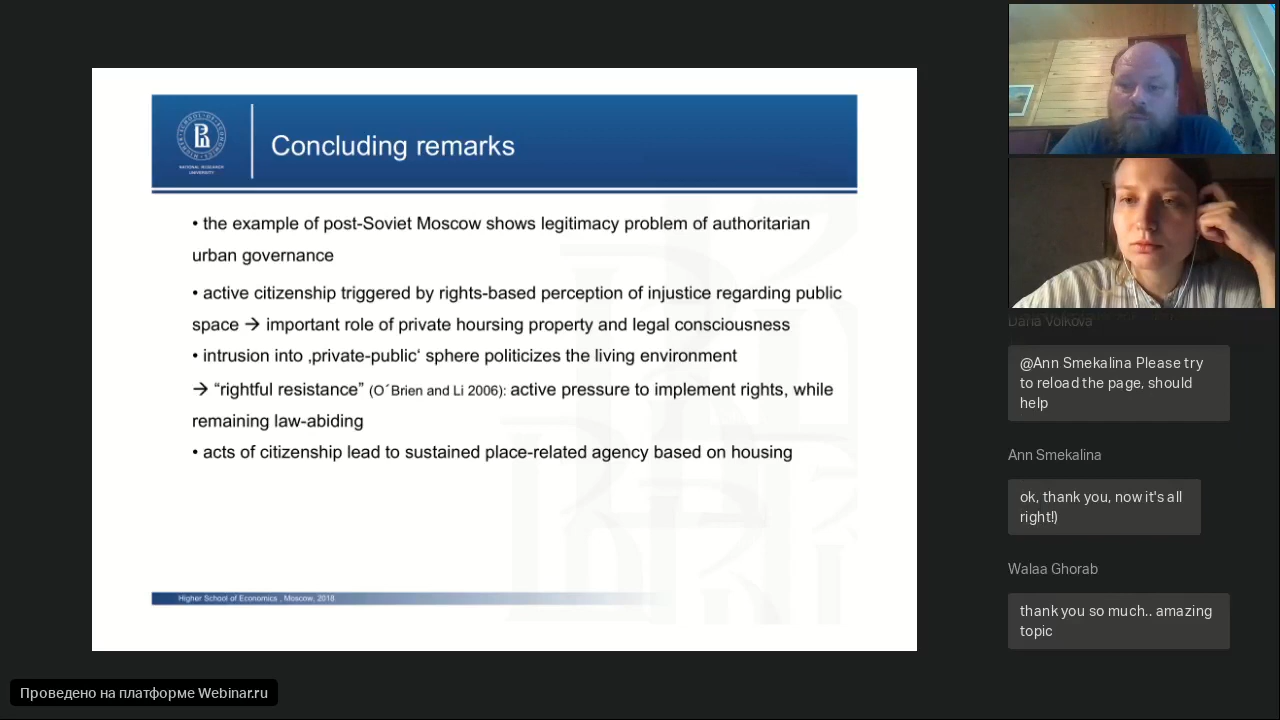 Concluding remarks
NATIONAL RESEARCH
UNIVERSITY
• the example of post-Soviet Moscow shows legitimacy problem of authoritarian
urban governance
• active citizenship triggered by rights-based perception of injustice regarding public
space → important role of private hoursing property and legal consciousness
• intrusion into ‚private-public‘ sphere politicizes the living environment
→ “rightful resistance” (O´Brien and Li 2006): active pressure to implement rights, while
remaining law-abiding
• acts of citizenship lead to sustained place-related agency based on housing
Higher School of Economics , Moscow, 2018
Daria Volkova
@Ann Smekalina Please try
to reload the page, should
help
Ann Smekalina
ok, thank you, now it's all
right!)
Walaa Ghorab
thank you so much.. amazing
topic
Проведено на платформе Webinar.ru